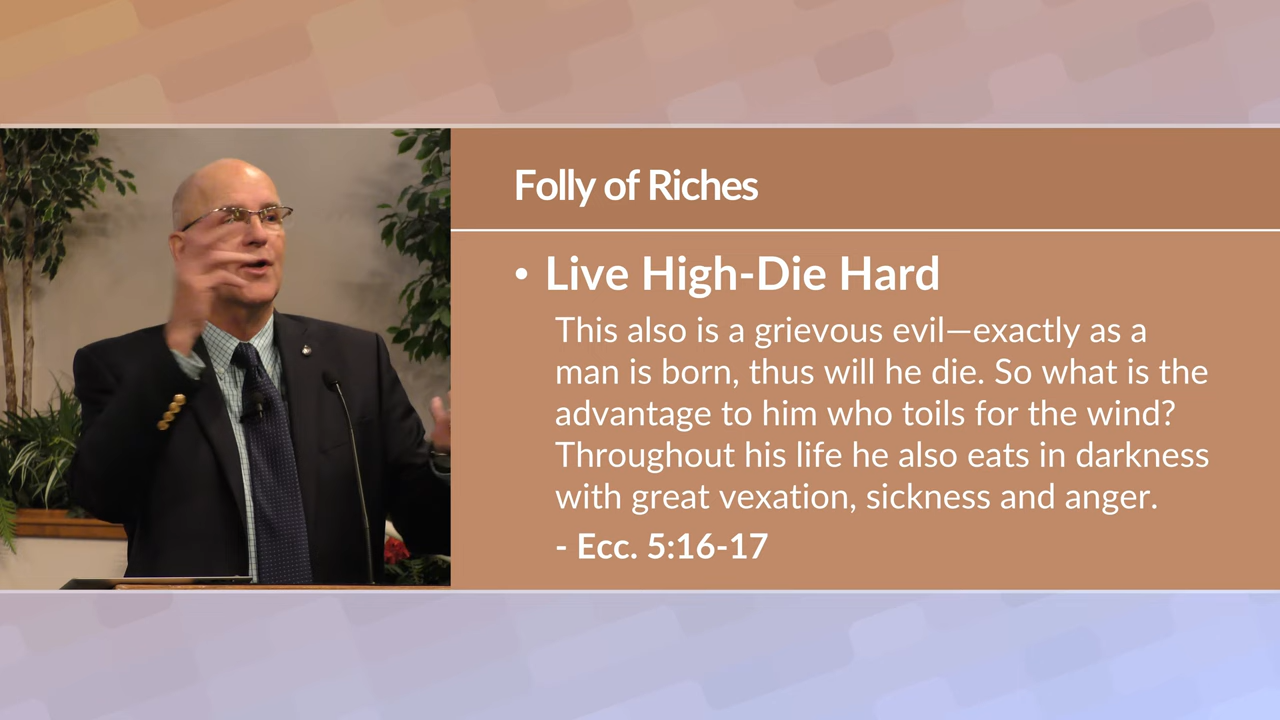 Folly of Riches
• Live High-Die Hard
This also is a grievous evil—exactly as a
man is born, thus will he die. So what is the
advantage to him who toils for the wind?
Throughout his life he also eats in darkness
with great vexation, sickness and anger.
- Ecc. 5:16-17